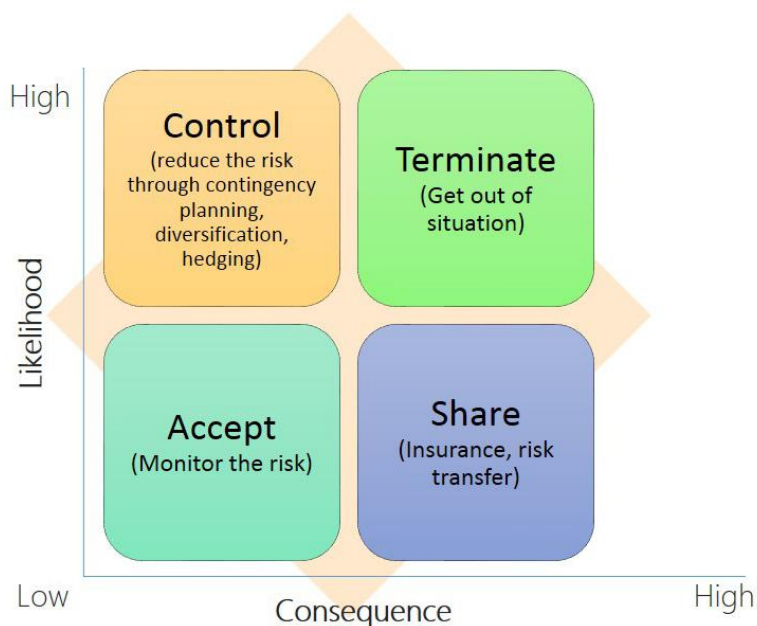 High
Control
(reduce the risk
through contingency
planning,
diversification,
hedging)
Terminate
(Get out of
situation)
Likelihood
Accept
(Monitor the risk)
Share
(Insurance, risk
transfer)
Low
Consequence
High